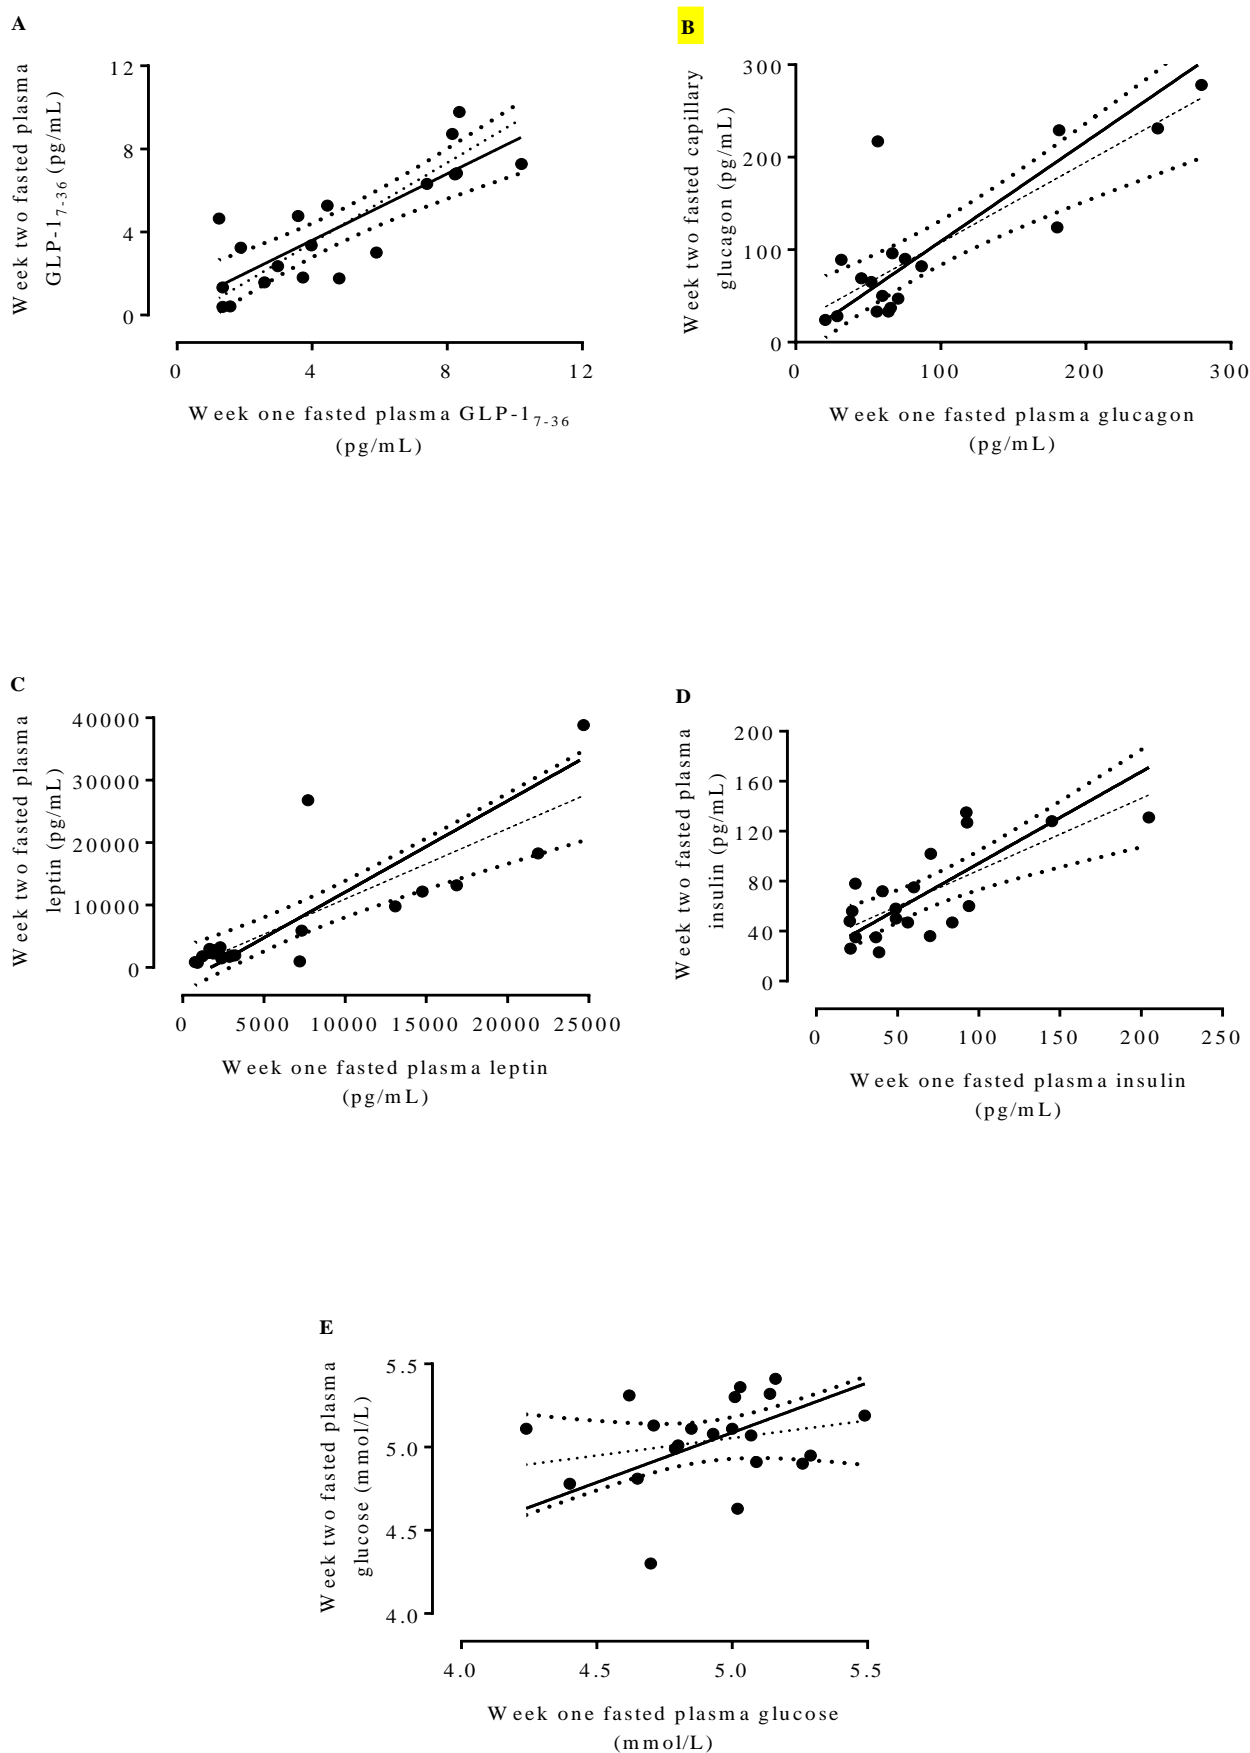 A
Week two fasted plasma
GLP-1₇₋₃₆ (pg/mL)
12
8
4
0
0 4 8 12
Week one fasted plasma GLP-1₇₋₃₆
(pg/mL)
B
Week two fasted capillary
glucagon (pg/mL)
300
200
100
0
0 100 200 300
Week one fasted plasma glucagon
(pg/mL)
C
Week two fasted plasma
leptin (pg/mL)
40000
30000
20000
10000
0
0 5000 10000 15000 20000 25000
Week one fasted plasma leptin
(pg/mL)
D
Week two fasted plasma
insulin (pg/mL)
200
160
120
80
40
0
0 50 100 150 200 250
Week one fasted plasma insulin
(pg/mL)
E
Week two fasted plasma
glucose (mmol/L)
5.5
5.0
4.5
4.0
4.0 4.5 5.0 5.5
Week one fasted plasma glucose
(mmol/L)